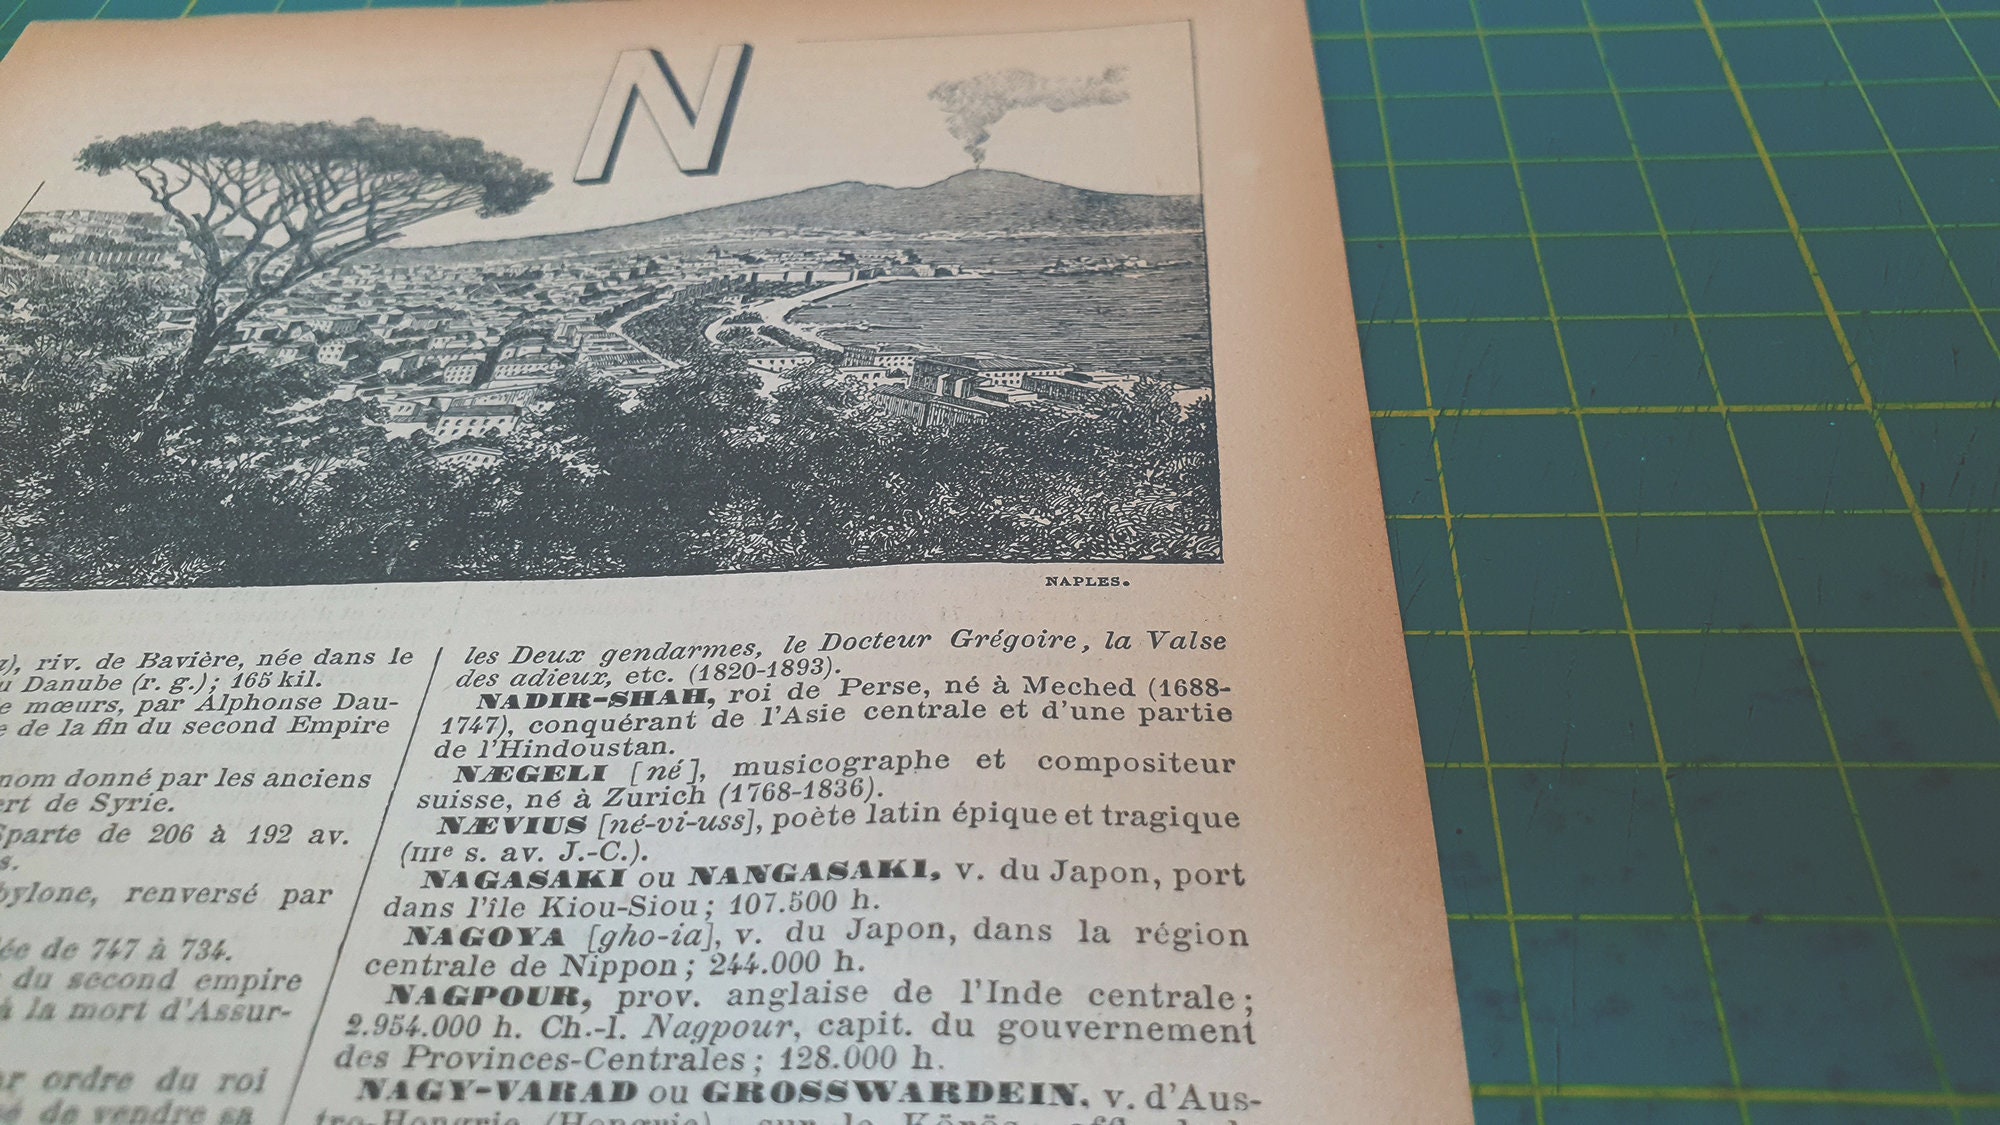 N
NAPLES.
riv. de Bavière, née dans le
Danube (r. g.); 165 kil.
mœurs, par Alphonse Dau-
de la fin du second Empire
nom donné par les anciens
de Syrie.
Sparte de 206 à 192 av.
renversé par
de 747 à 734.
du second empire
à la mort d'Assur-
ordre du roi
de vendre sa
les Deux gendarmes, le Docteur Grégoire, la Valse
des adieux, etc. (1820-1893).
NADIR-SHAH, roi de Perse, né à Meched (1688-
1747), conquérant de l'Asie centrale et d'une partie
de l'Hindoustan.
NÆGELI [né], musicographe et compositeur
suisse, né à Zurich (1768-1836).
NÆVIUS [né-vi-uss], poète latin épique et tragique
(IIIe s. av. J.-C.).
NAGASAKI ou NANGASAKI, v. du Japon, port
dans l'île Kiou-Siou; 107.500 h.
NAGOYA [gho-ia], v. du Japon, dans la région
centrale de Nippon; 244.000 h.
NAGPOUR, prov. anglaise de l'Inde centrale;
2.954.000 h. Ch.-l. Nagpour, capit. du gouvernement
des Provinces-Centrales; 128.000 h.
NAGY-VARAD ou GROSSWARDEIN, v. d'Aus-